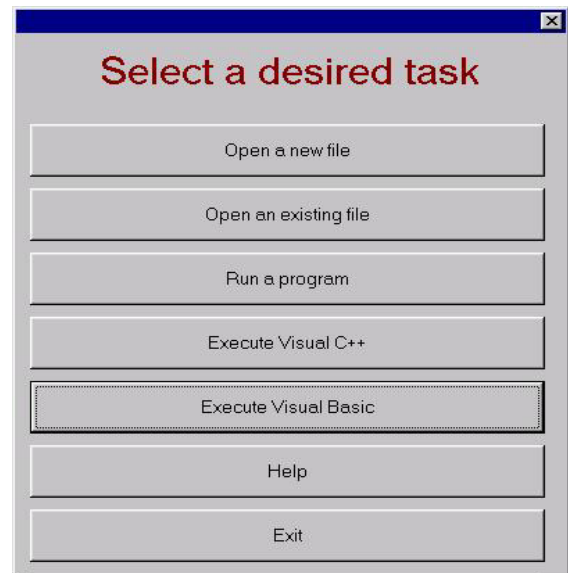 Select a desired task
Open a new file
Open an existing file
Run a program
Execute Visual C++
Execute Visual Basic
Help
Exit